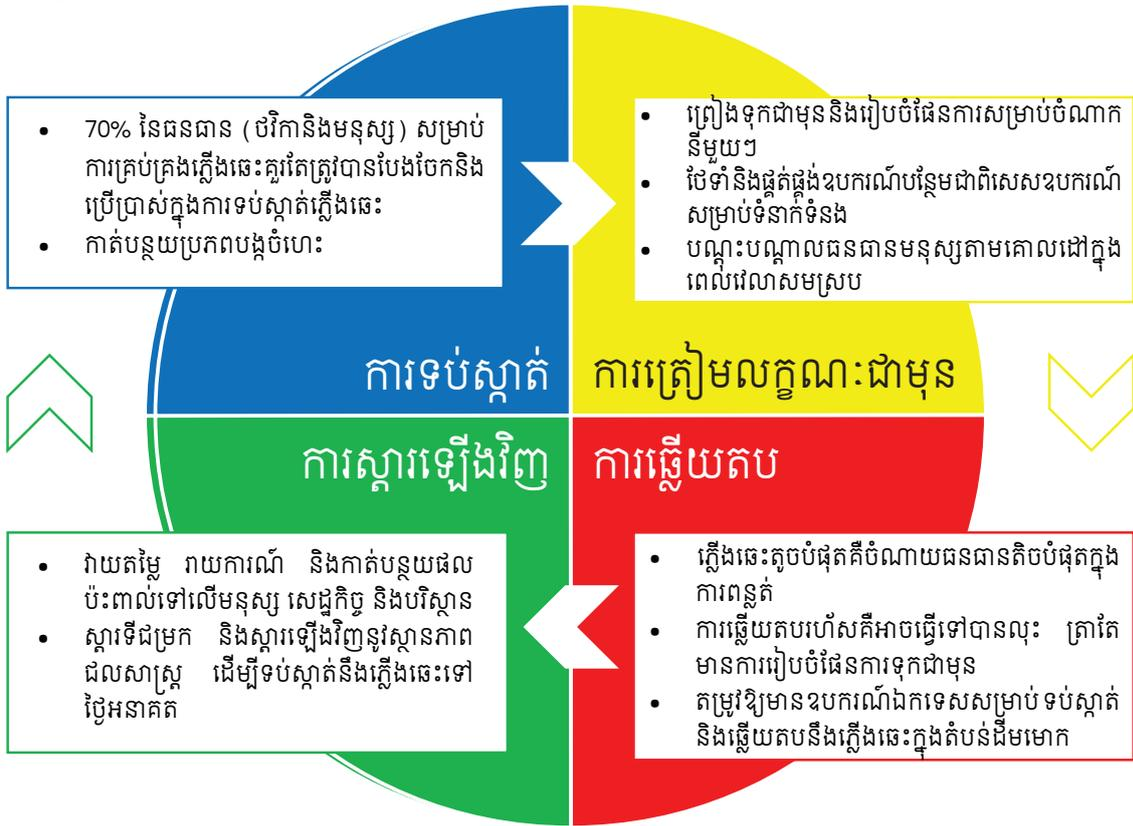 • 70% នៃធនធាន (ថវិកានិងមនុស្ស) សម្រាប់
ការគ្រប់គ្រងភ្លើងឆេះគួរតែត្រូវបានបែងចែកនិង
ប្រើប្រាស់ក្នុងការទប់ស្កាត់ភ្លើងឆេះ
• កាត់បន្ថយប្រភពបង្កចំហេះ
ការទប់ស្កាត់
• ព្រៀងទុកជាមុននិងរៀបចំផែនការសម្រាប់ចំណាក
នីមួយៗ
• ថែទាំនិងផ្គត់ផ្គង់ឧបករណ៍បន្ថែមជាពិសេសឧបករណ៍
សម្រាប់ទំនាក់ទំនង
• បណ្តុះបណ្តាលធនធានមនុស្សតាមគោលដៅក្នុង
ពេលវេលាសមស្រប
ការត្រៀមលក្ខណៈជាមុន
ការឆ្លើយតប
• ភ្លើងឆេះតូចបំផុតគឺចំណាយធនធានតិចបំផុតក្នុង
ការពន្លត់
• ការឆ្លើយតបរហ័សគឺអាចធ្វើទៅបានលុះ ត្រាតែ
មានការរៀបចំផែនការទុកជាមុន
• តម្រូវឱ្យមានឧបករណ៍ឯកទេសសម្រាប់ ទប់ស្កាត់
និងឆ្លើយតបនឹងភ្លើងឆេះក្នុងតំបន់ដីមមោក
ការស្តារឡើងវិញ
• វាយតម្លៃ រាយការណ៍ និងកាត់បន្ថយផល
ប៉ះពាល់ទៅលើមនុស្ស សេដ្ឋកិច្ច និងបរិស្ថាន
• ស្តារទីជម្រក និងស្តារឡើងវិញនូវស្ថានភាព
ជលសាស្ត្រ ដើម្បីទប់ស្កាត់នឹងភ្លើងឆេះទៅ
ថ្ងៃអនាគត